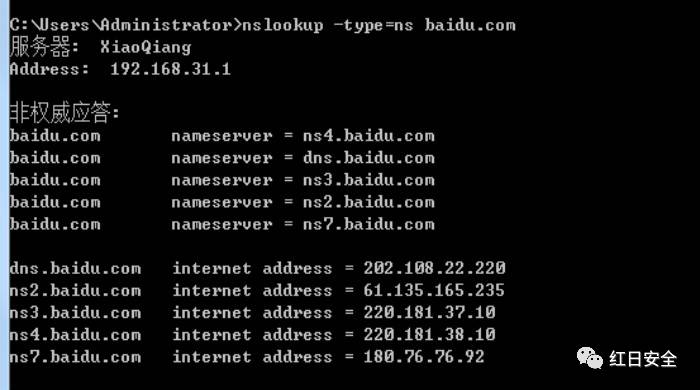 C:\Users\Administrator>nslookup -type=ns baidu.com
服务器:  XiaoQiang
Address:  192.168.31.1
非权威应答:
baidu.com       nameserver = ns4.baidu.com
baidu.com       nameserver = dns.baidu.com
baidu.com       nameserver = ns3.baidu.com
baidu.com       nameserver = ns2.baidu.com
baidu.com       nameserver = ns7.baidu.com
dns.baidu.com   internet address = 202.108.22.220
ns2.baidu.com   internet address = 61.135.165.235
ns3.baidu.com   internet address = 220.181.37.10
ns4.baidu.com   internet address = 220.181.38.10
ns7.baidu.com   internet address = 180.76.76.92
红日安全